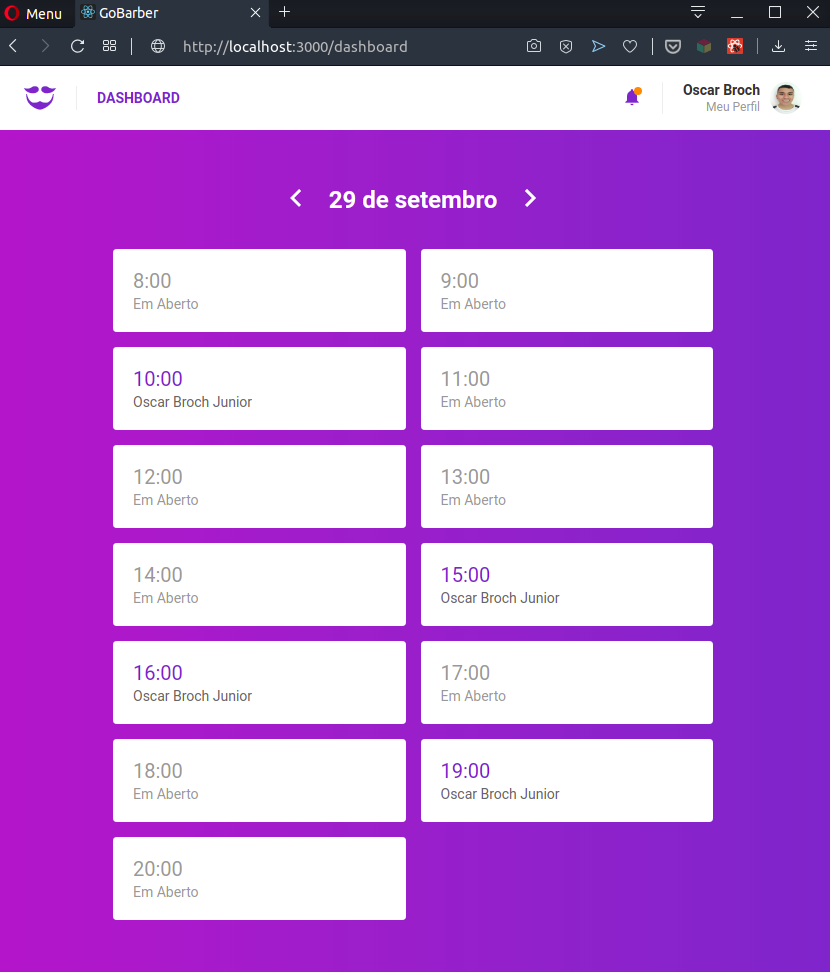 Menu
GoBarber
http://localhost:3000/dashboard
DASHBOARD
Oscar Broch
Meu Perfil
29 de setembro
8:00
Em Aberto
9:00
Em Aberto
10:00
Oscar Broch Junior
11:00
Em Aberto
12:00
Em Aberto
13:00
Em Aberto
14:00
Em Aberto
15:00
Oscar Broch Junior
16:00
Oscar Broch Junior
17:00
Em Aberto
18:00
Em Aberto
19:00
Oscar Broch Junior
20:00
Em Aberto